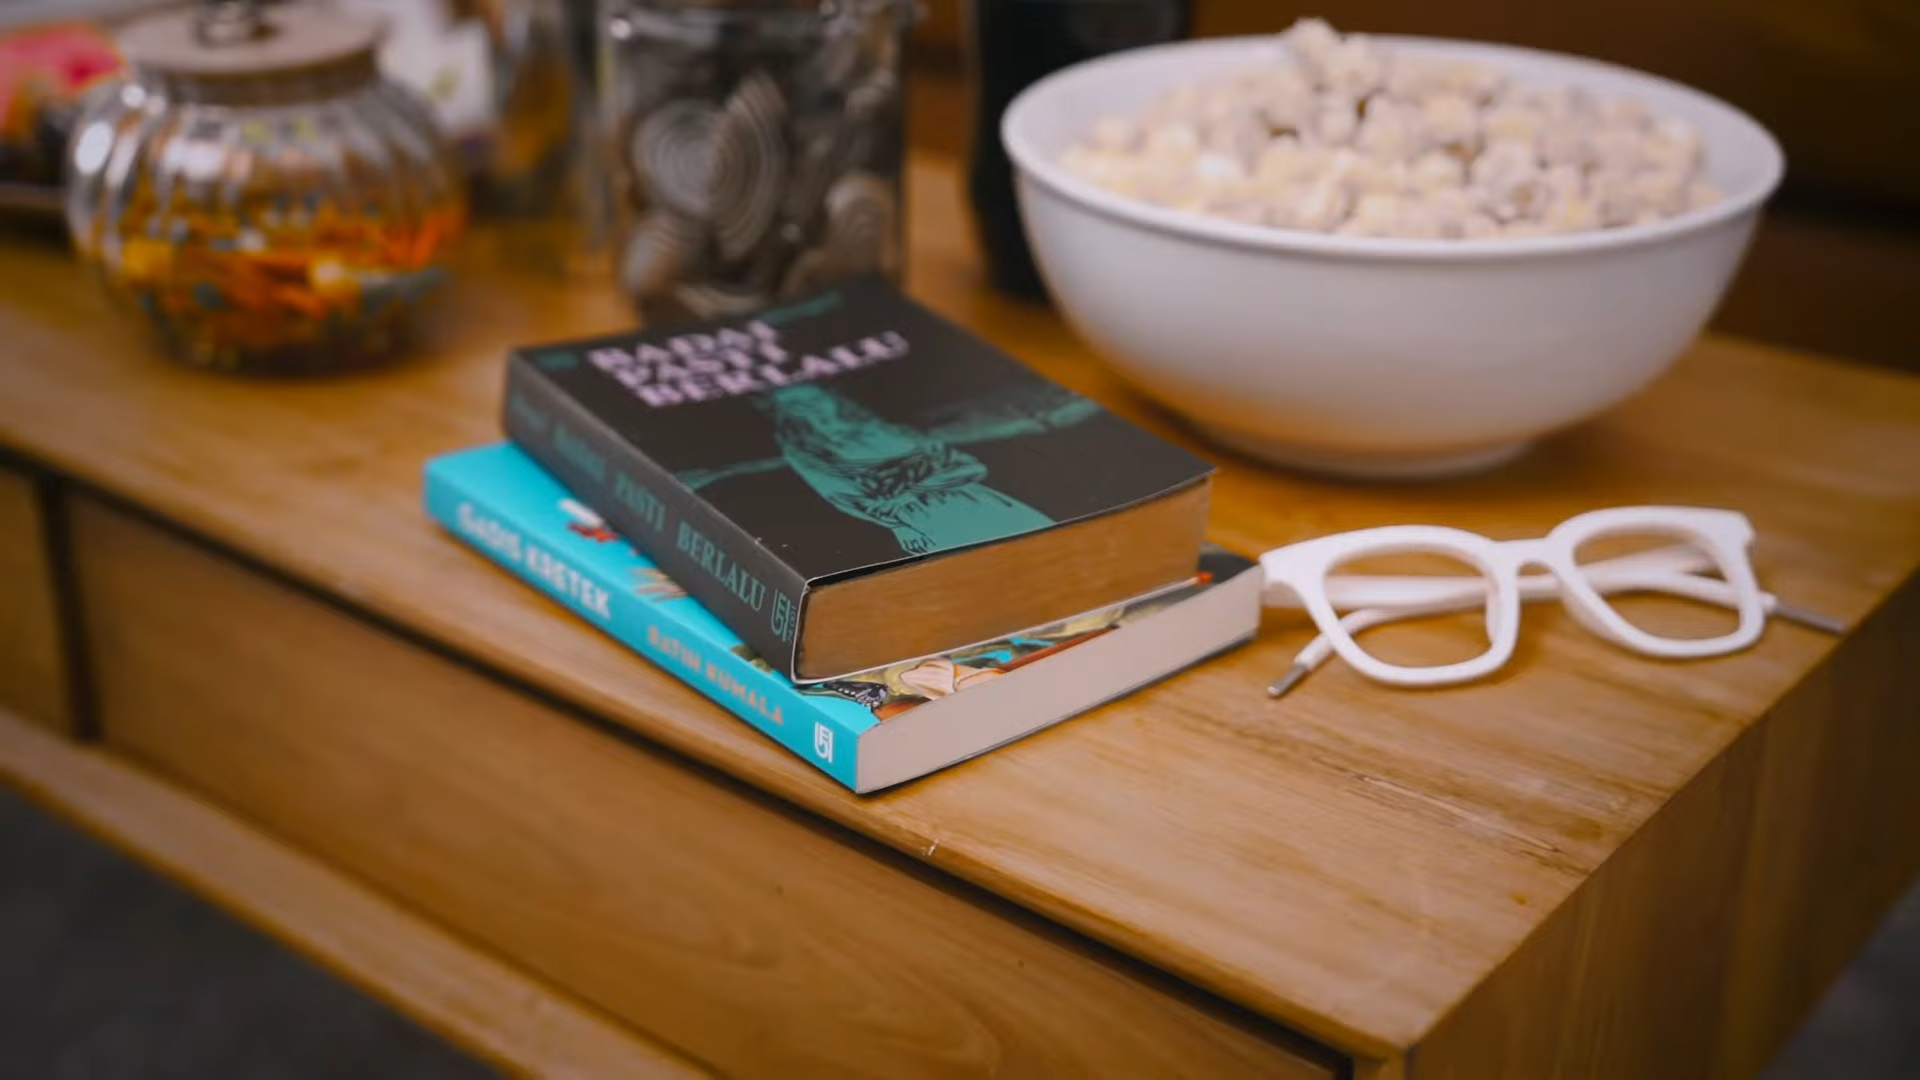 BADAI
PASTI
BERLALU
BADAI PASTI BERLALU
GADIS KRETEK
RATIH KUMALA